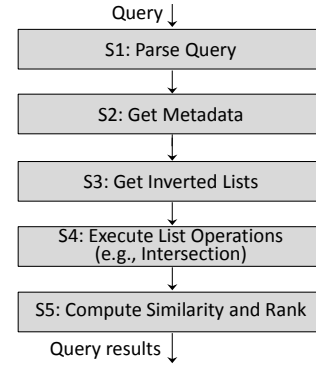 Query
S1: Parse Query
S2: Get Metadata
S3: Get Inverted Lists
S4: Execute List Operations
(e.g., Intersection)
S5: Compute Similarity and Rank
Query results